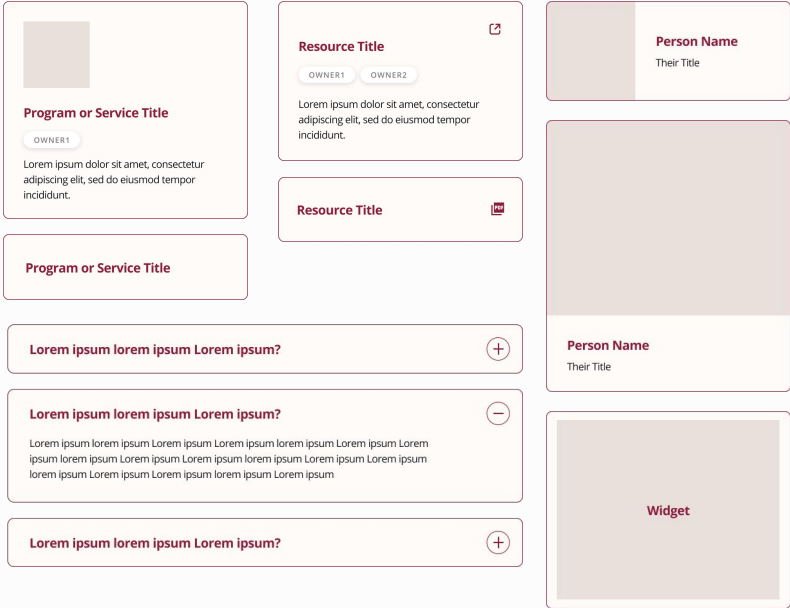 Program or Service Title
OWNER1
Lorem ipsum dolor sit amet, consectetur
adipiscing elit, sed do eiusmod tempor
incididunt.
Program or Service Title
Resource Title
OWNER1 OWNER2
Lorem ipsum dolor sit amet, consectetur
adipiscing elit, sed do eiusmod tempor
incididunt.
Resource Title
PDF
Person Name
Their Title
Person Name
Their Title
Lorem ipsum lorem ipsum Lorem ipsum?
Lorem ipsum lorem ipsum Lorem ipsum?
Lorem ipsum lorem ipsum Lorem ipsum Lorem ipsum lorem ipsum Lorem ipsum Lorem
ipsum lorem ipsum Lorem ipsum Lorem ipsum lorem ipsum Lorem ipsum Lorem ipsum
lorem ipsum Lorem ipsum Lorem ipsum lorem ipsum Lorem ipsum
Lorem ipsum lorem ipsum Lorem ipsum?
Widget